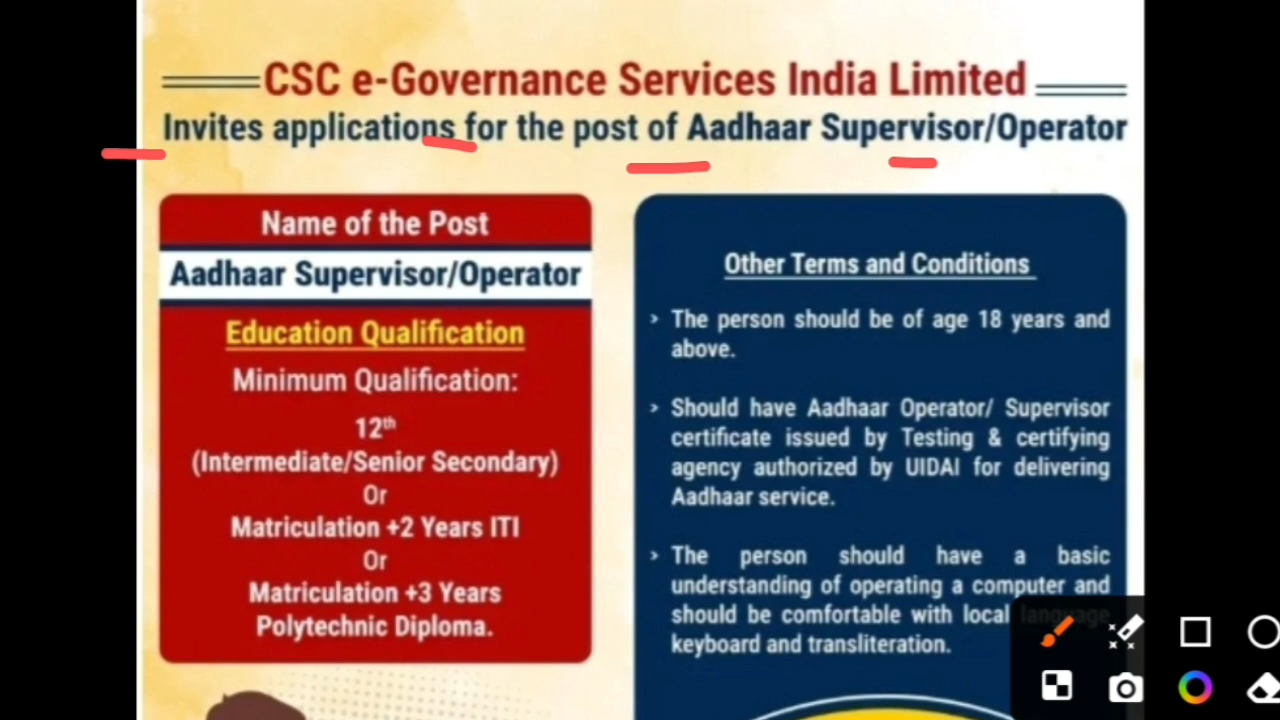 CSC e-Governance Services India Limited
Invites applications for the post of Aadhaar Supervisor/Operator
Name of the Post
Aadhaar Supervisor/Operator
Education Qualification
Minimum Qualification:
12th
(Intermediate/Senior Secondary)
Or
Matriculation +2 Years ITI
Or
Matriculation +3 Years
Polytechnic Diploma.
Other Terms and Conditions
› The person should be of age 18 years and
above.
› Should have Aadhaar Operator/ Supervisor
certificate issued by Testing & certifying
agency authorized by UIDAI for delivering
Aadhaar service.
› The person should have a basic
understanding of operating a computer and
should be comfortable with local language
keyboard and transliteration.